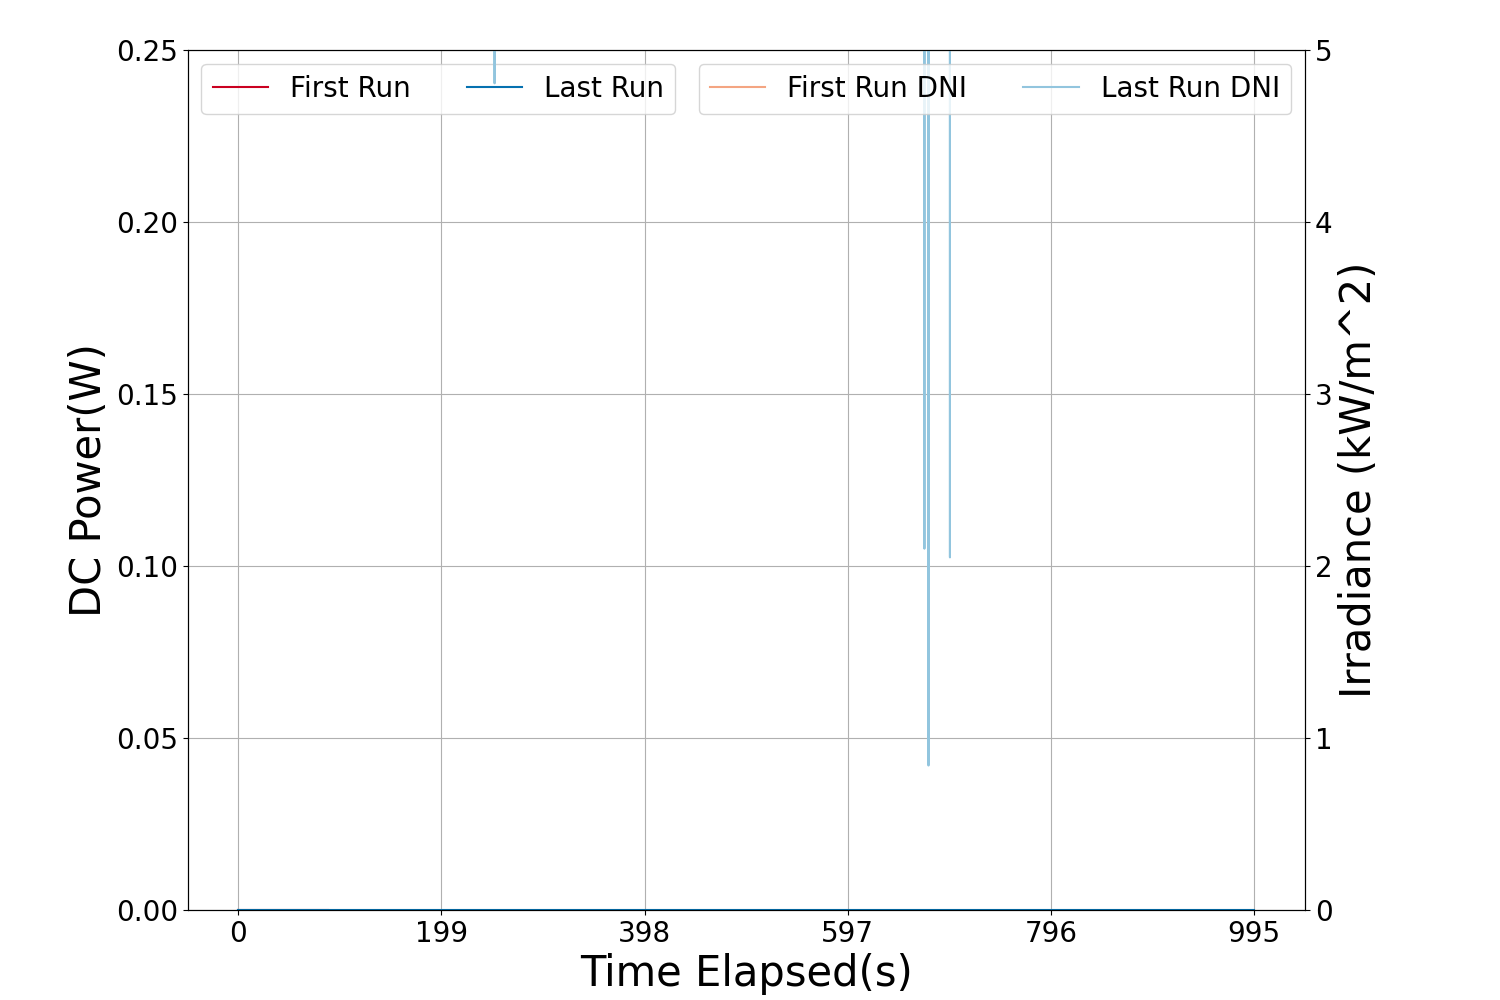 First Run
Last Run
First Run DNI
Last Run DNI
0.25
0.20
0.15
0.10
0.05
0.00
DC Power(W)
5
4
3
2
1
0
Irradiance (kW/m^2)
0 199 398 597 796 995
Time Elapsed(s)